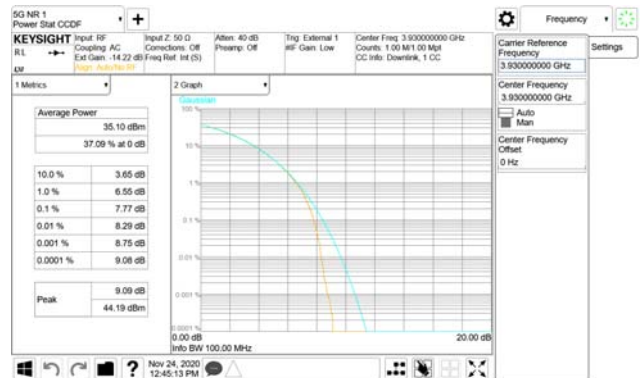 5G NR 1
Power Stat CCDF
KEYSIGHT
RL
Input: RF
Coupling: AC
Ext Gain: -14.22 dB
Align: Auto/No RF
Input Z: 50 Ω
Corrections: Off
Freq Ref: Int (S)
Atten: 40 dB
Preamp: Off
Trig: External 1
#IF Gain: Low
Center Freq: 3.930000000 GHz
Counts: 1.00 M/1.00 Mpt
CC Info: Downlink, 1 CC
1 Metrics
Average Power
35.10 dBm
37.09 % at 0 dB
10.0 % 3.65 dB
1.0 % 6.55 dB
0.1 % 7.77 dB
0.01 % 8.29 dB
0.001 % 8.75 dB
0.0001 % 9.08 dB
Peak 9.09 dB
44.19 dBm
2 Graph
Gaussian
100 %
10 %
1 %
0.1 %
0.01 %
0.001 %
0.0001 %
0.00 dB
20.00 dB
Info BW 100.00 MHz
Nov 24, 2020
12:45:13 PM
Frequency
Settings
Carrier Reference
Frequency
3.930000000 GHz
Center Frequency
3.930000000 GHz
Auto
Man
Center Frequency
Offset
0 Hz